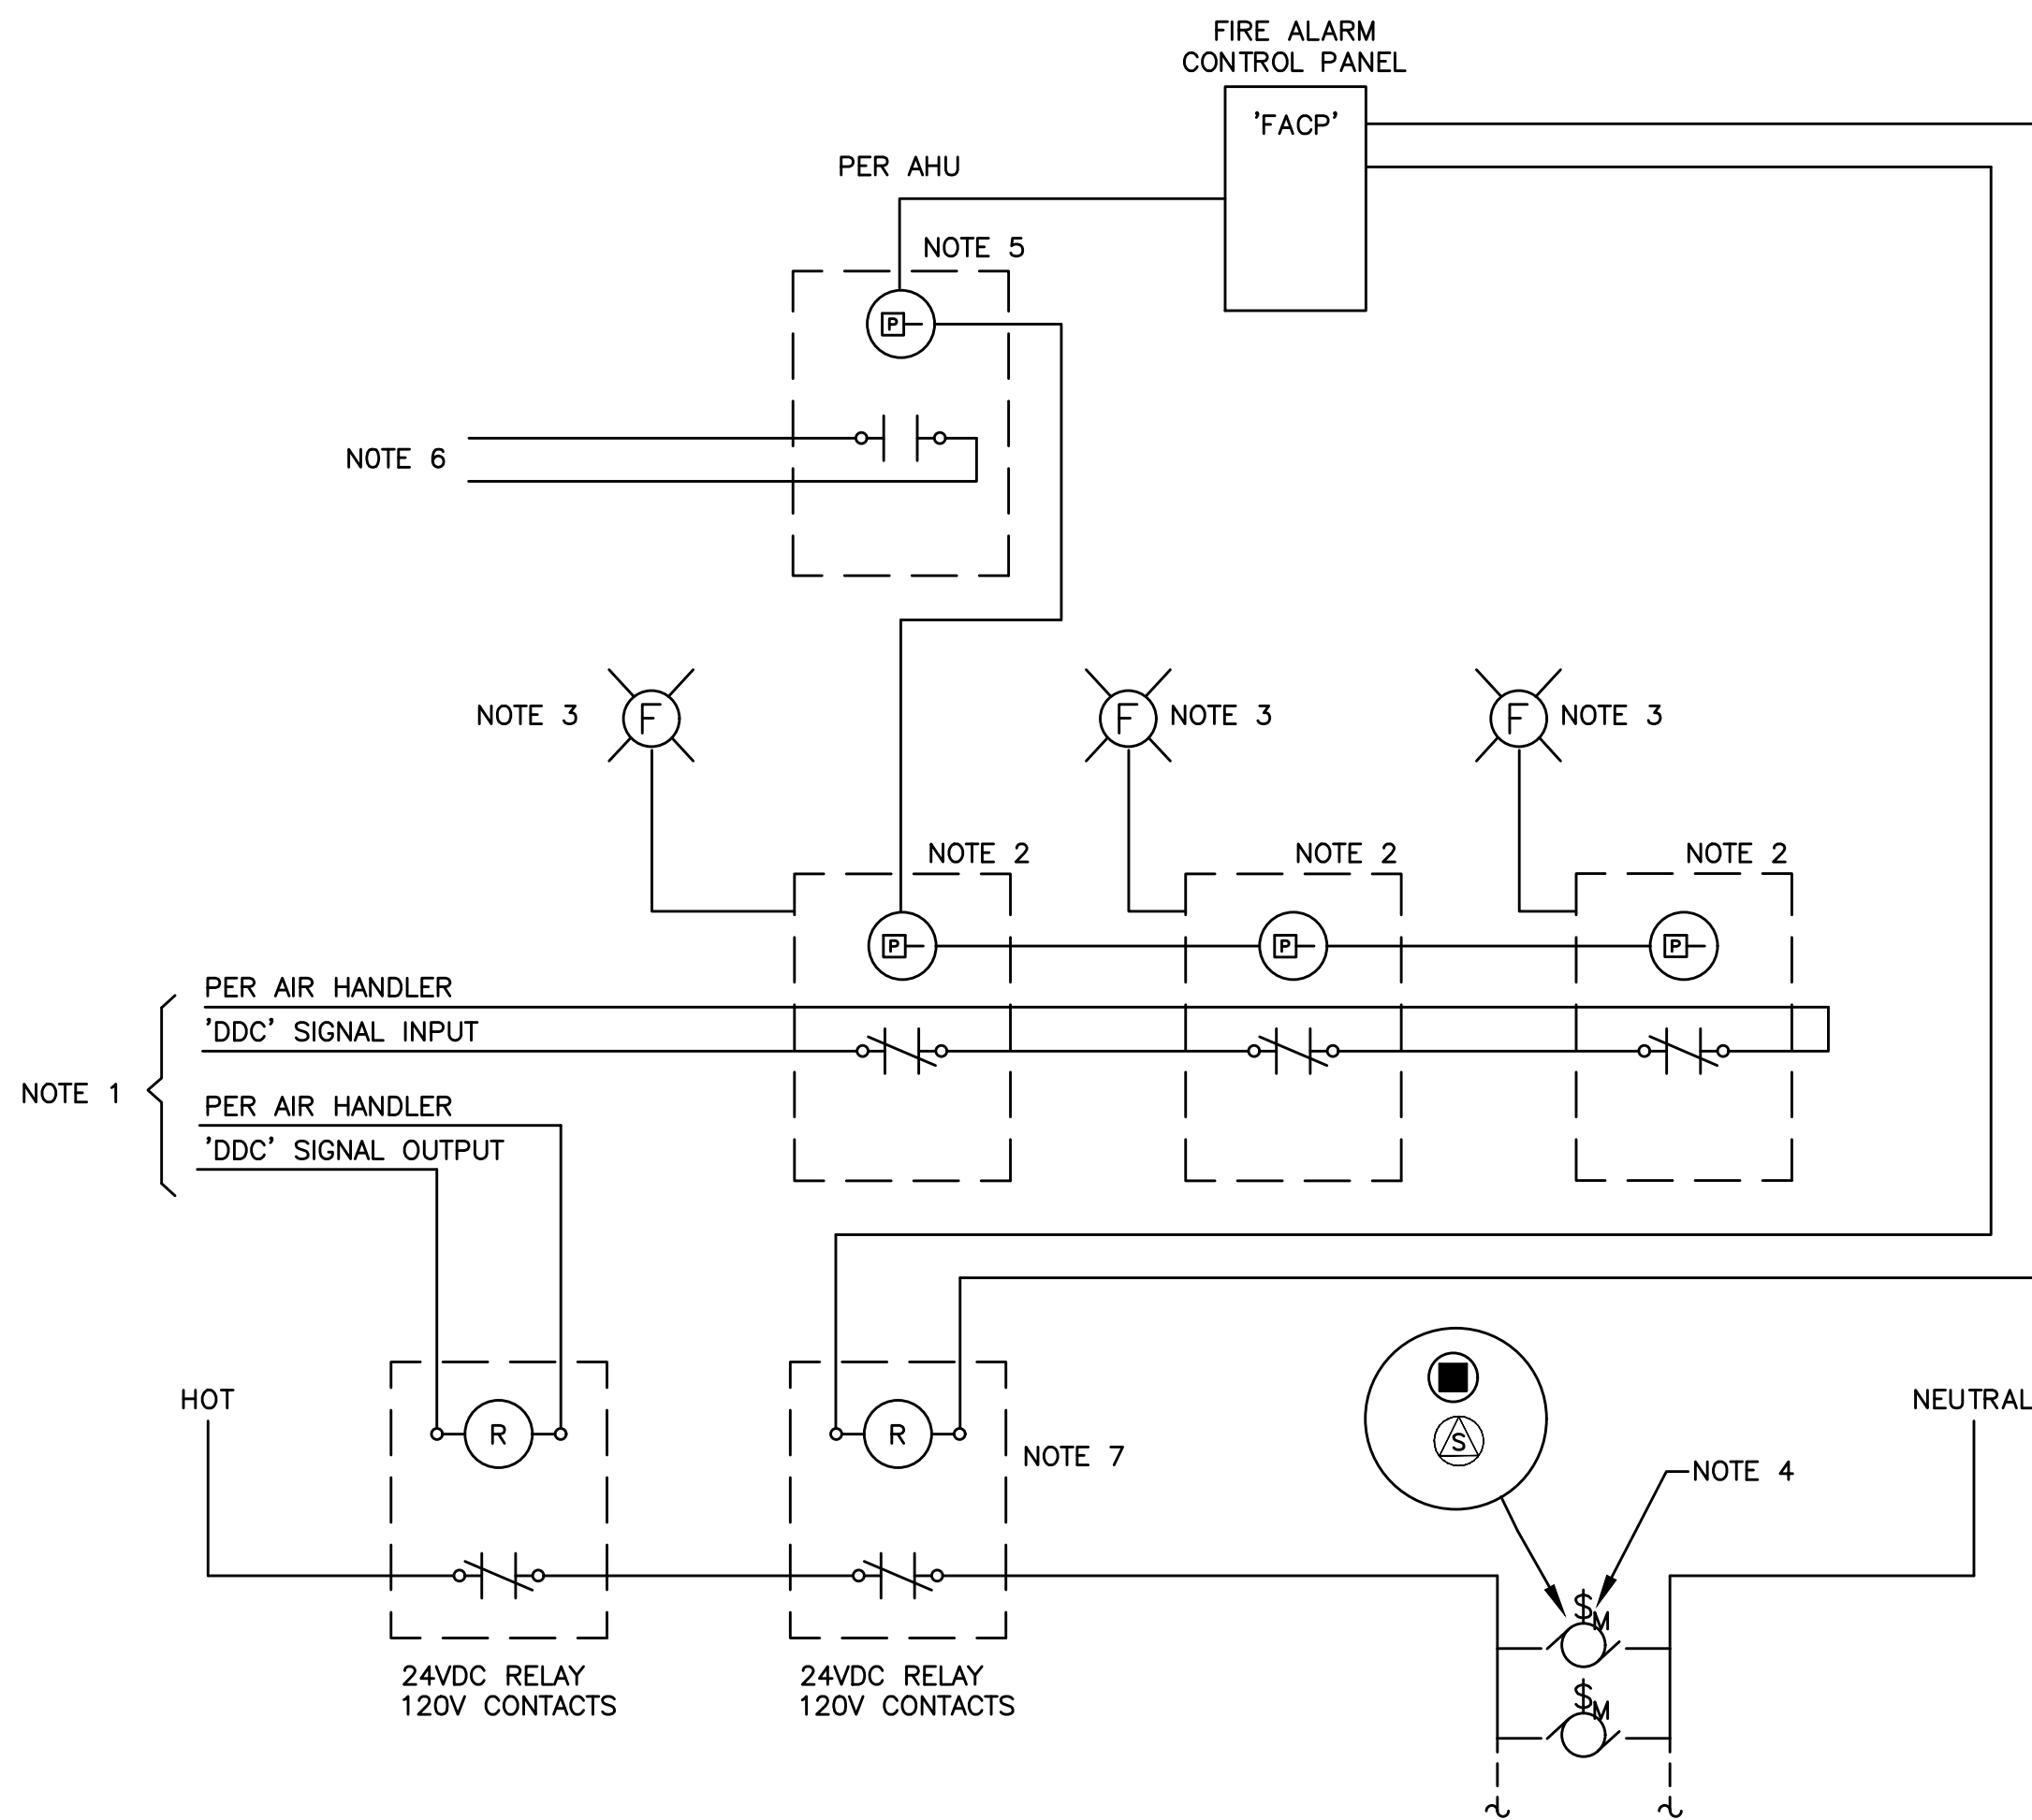 FIRE ALARM
CONTROL PANEL
'FACP'
PER AHU
NOTE 5
P
NOTE 6
NOTE 3
F
F
NOTE 3
F
NOTE 3
NOTE 2
NOTE 2
NOTE 2
P
P
P
PER AIR HANDLER
'DDC' SIGNAL INPUT
NOTE 1
PER AIR HANDLER
'DDC' SIGNAL OUTPUT
HOT
NEUTRAL
R
R
NOTE 7
S
NOTE 4
$M
24VDC RELAY
120V CONTACTS
24VDC RELAY
120V CONTACTS
$M